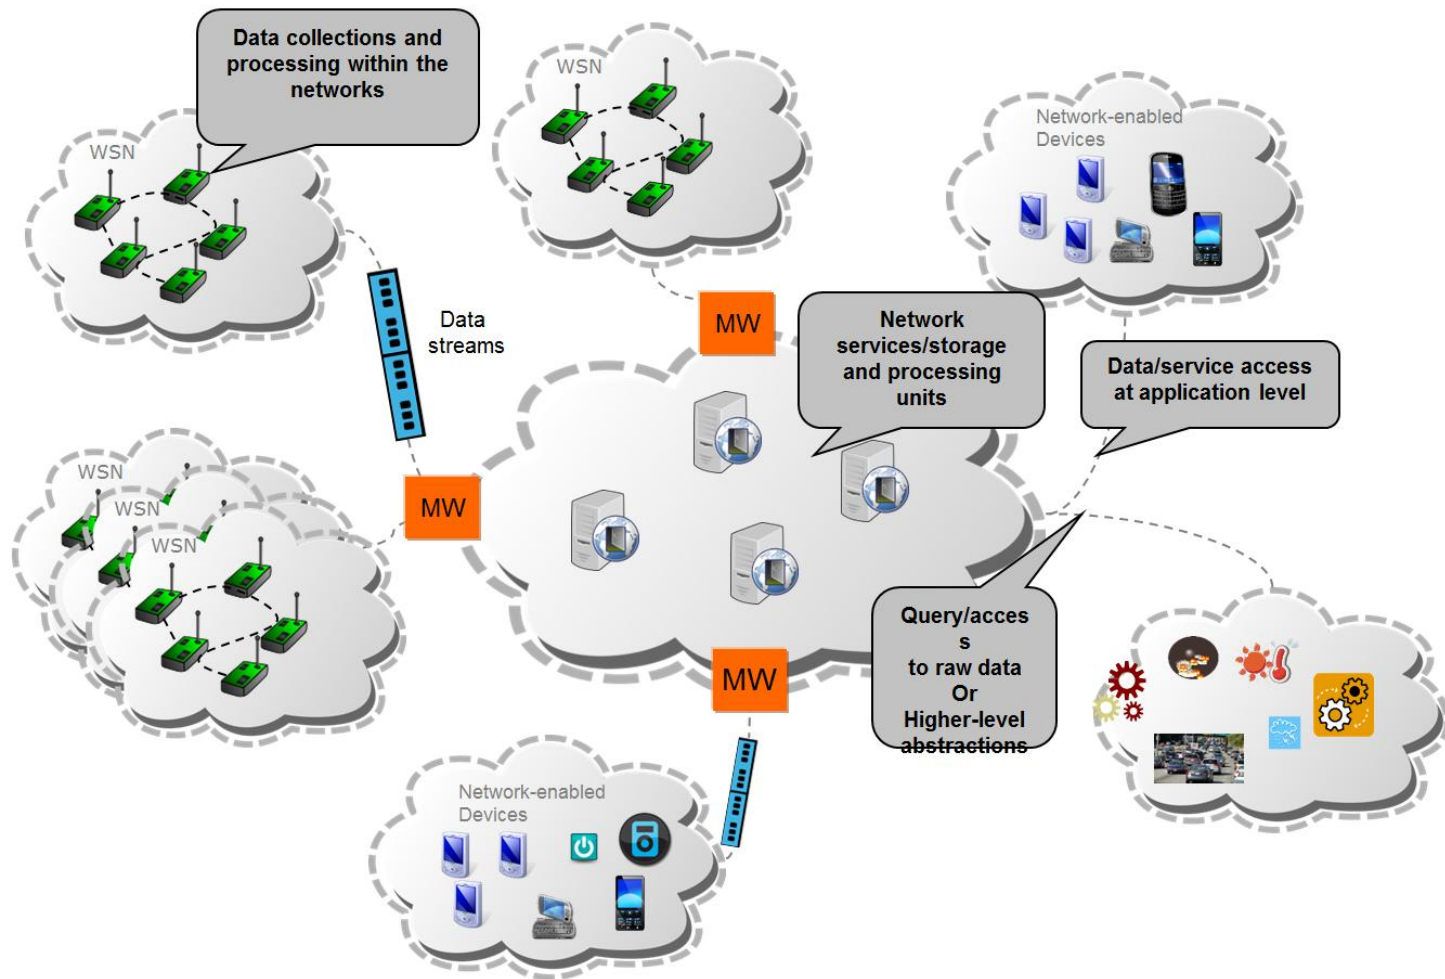 Data collections and
processing within the
networks
WSN
WSN
Network-enabled
Devices
Data
streams
MW
Network
services/storage
and processing
units
Data/service access
at application level
WSN
WSN
WSN
MW
MW
Query/acces
s
to raw data
Or
Higher-level
abstractions
Network-enabled
Devices